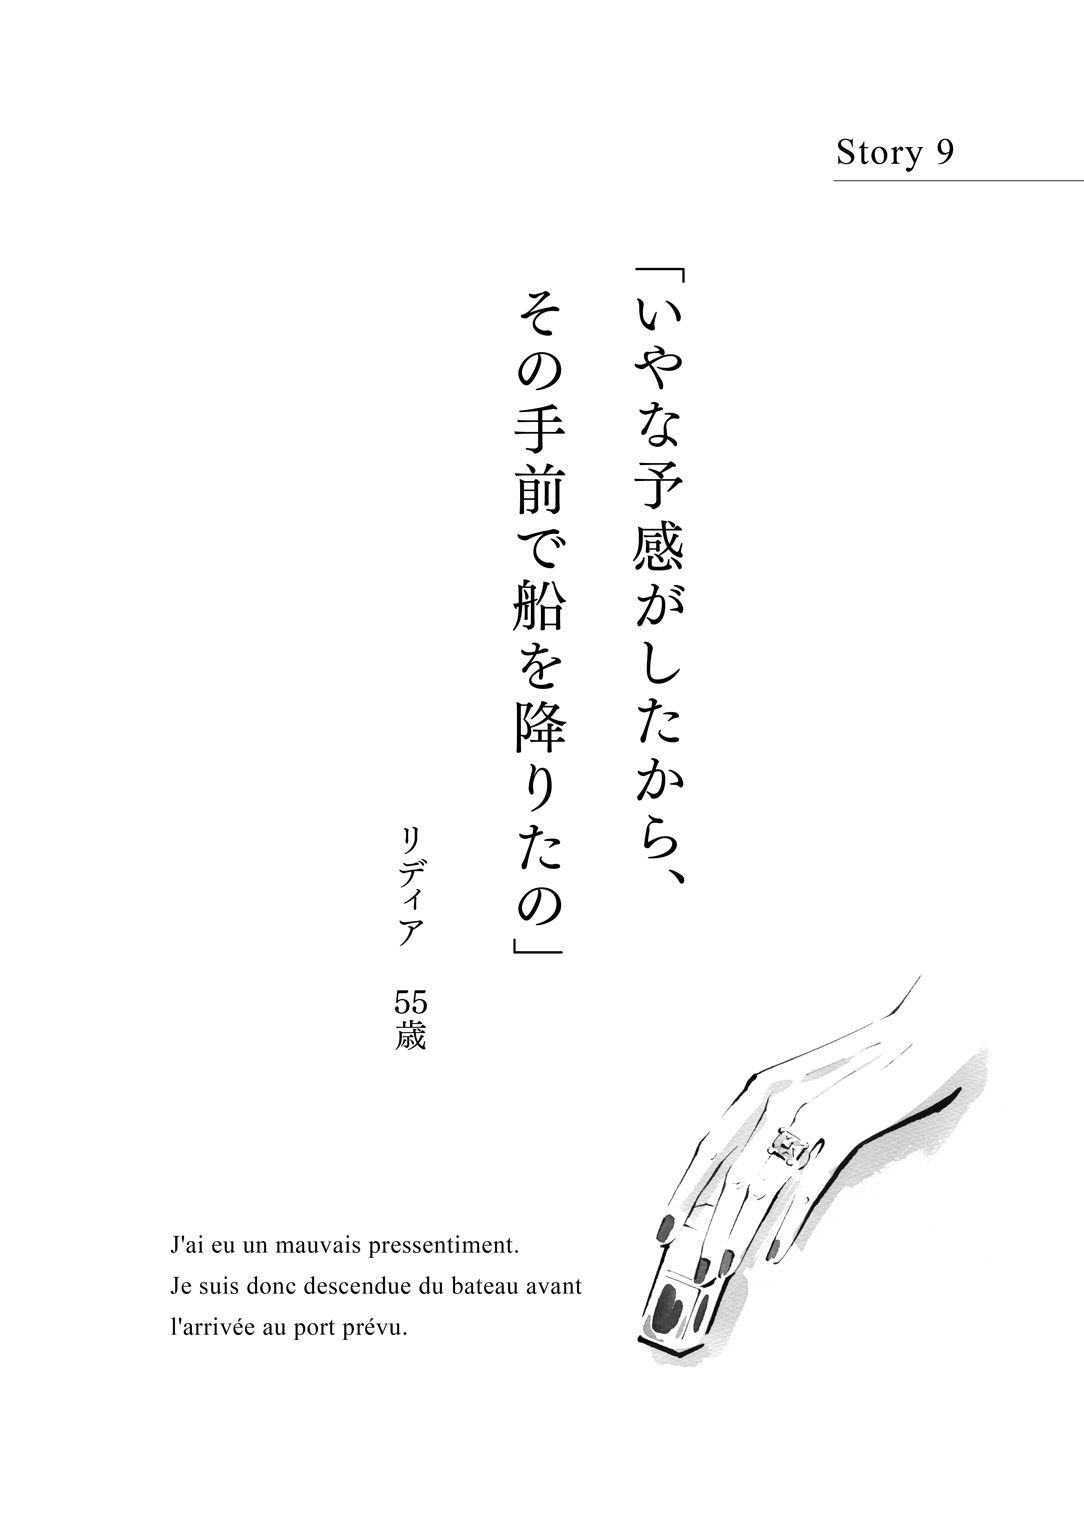 Story 9
「いやな予感がしたから、
その手前で船を降りたの」
リディア　55歳
J'ai eu un mauvais pressentiment.
Je suis donc descendue du bateau avant
l'arrivée au port prévu.